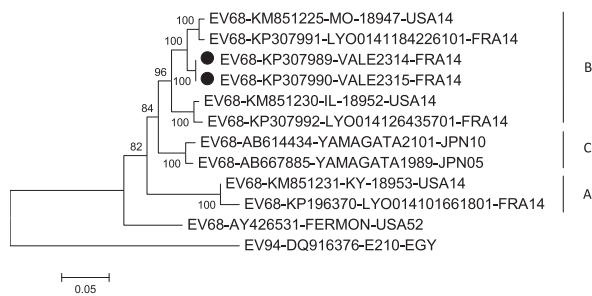 EV68-KM851225-MO-18947-USA14
100
100
EV68-KP307991-LYO0141184226101-FRA14
EV68-KP307989-VALE2314-FRA14
B
96
100
EV68-KP307990-VALE2315-FRA14
EV68-KM851230-IL-18952-USA14
84
100
EV68-KP307992-LYO014126435701-FRA14
EV68-AB614434-YAMAGATA2101-JPN10
C
82
100
EV68-AB667885-YAMAGATA1989-JPN05
EV68-KM851231-KY-18953-USA14
A
100
EV68-KP196370-LYO014101661801-FRA14
EV68-AY426531-FERMON-USA52
EV94-DQ916376-E210-EGY
0.05